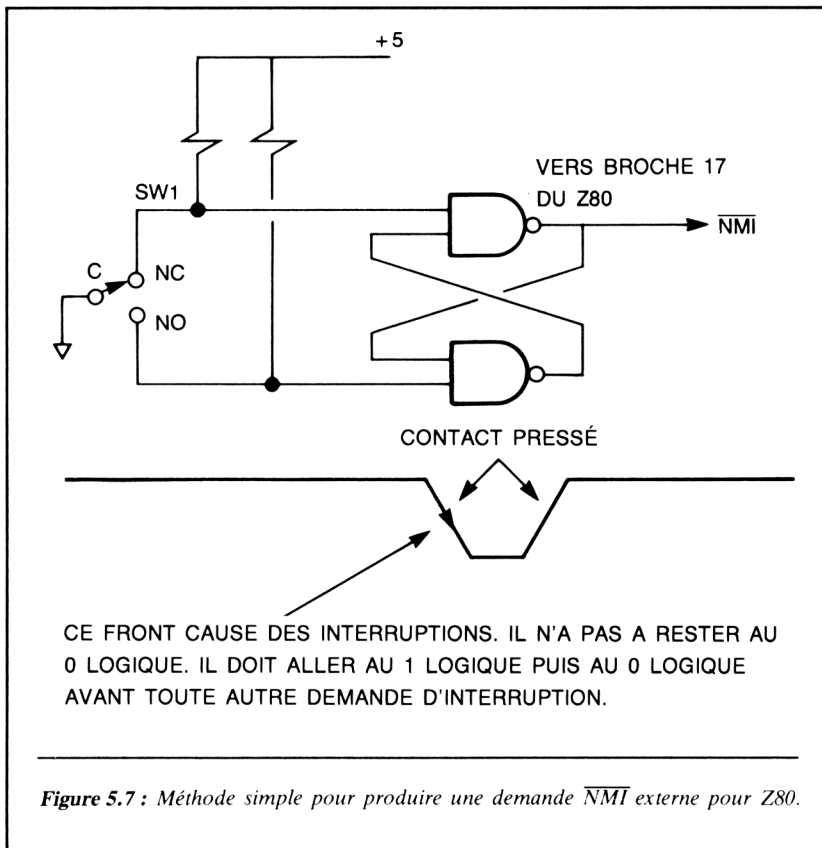 +5
VERS BROCHE 17
DU Z80
SW1
N̅M̅I̅
C
NC
NO
CONTACT PRESSÉ
CE FRONT CAUSE DES INTERRUPTIONS. IL N'A PAS A RESTER AU
0 LOGIQUE. IL DOIT ALLER AU 1 LOGIQUE PUIS AU 0 LOGIQUE
AVANT TOUTE AUTRE DEMANDE D'INTERRUPTION.
Figure 5.7 : Méthode simple pour produire une demande N̅M̅I̅ externe pour Z80.